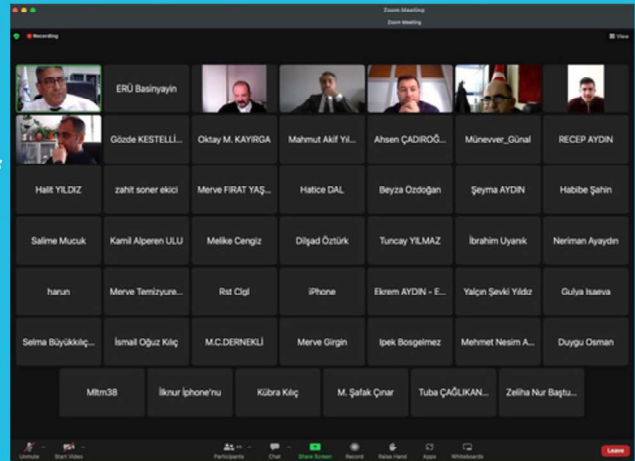 Zoom Meeting
Zoom Meeting
Recording
View
ERÜ Basinyayin
Gözde KESTELLİ...
Oktay M. KAYIRGA
Mahmut Akif Yıl...
Ahsen ÇADIROĞ...
Münevver_Günal
RECEP AYDIN
Halit YILDIZ
zahit soner ekici
Merve FIRAT YAŞ...
Hatice DAL
Beyza Özdoğan
Şeyma AYDIN
Habibe Şahin
Salime Mucuk
Kamil Alperen ULU
Melike Cengiz
Dilşad Öztürk
Tuncay YILMAZ
İbrahim Uyanık
Neriman Ayaydın
harun
Merve Temizyure...
Rst Clgl
iPhone
Ekrem AYDIN - E...
Yalçın Şevki Yıldız
Gulya Isaeva
Selma Büyükkılıç...
İsmail Oğuz Kılıç
M.C.DERNEKLİ
Merve Girgin
Ipek Bosgelmez
Mehmet Nesim A...
Duygu Osman
Mltm38
İlknur İphone'nu
Kübra Kılıç
M. Şafak Çınar
Tuba ÇAĞLIKAN...
Zeliha Nur Baştu...
Unmute
Start Video
Participants
Chat
Share Screen
Record
Raise Hand
Apps
Whiteboards
Leave